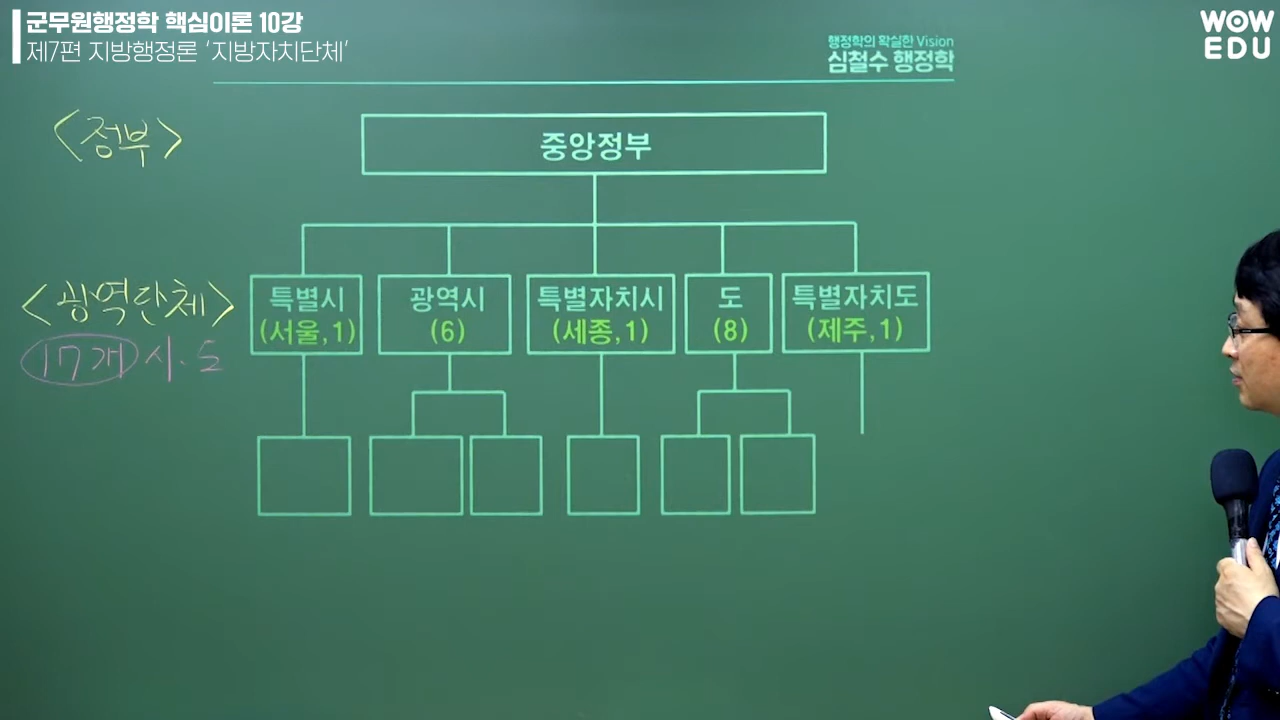 군무원행정학 핵심이론 10강
제7편 지방행정론 '지방자치단체'
WOW
EDU
행정학의 확실한 Vision
심철수 행정학
<정부>
중앙정부
<광역단체>
17개 시·도
특별시
(서울,1)
광역시
(6)
특별자치시
(세종,1)
도
(8)
특별자치도
(제주,1)